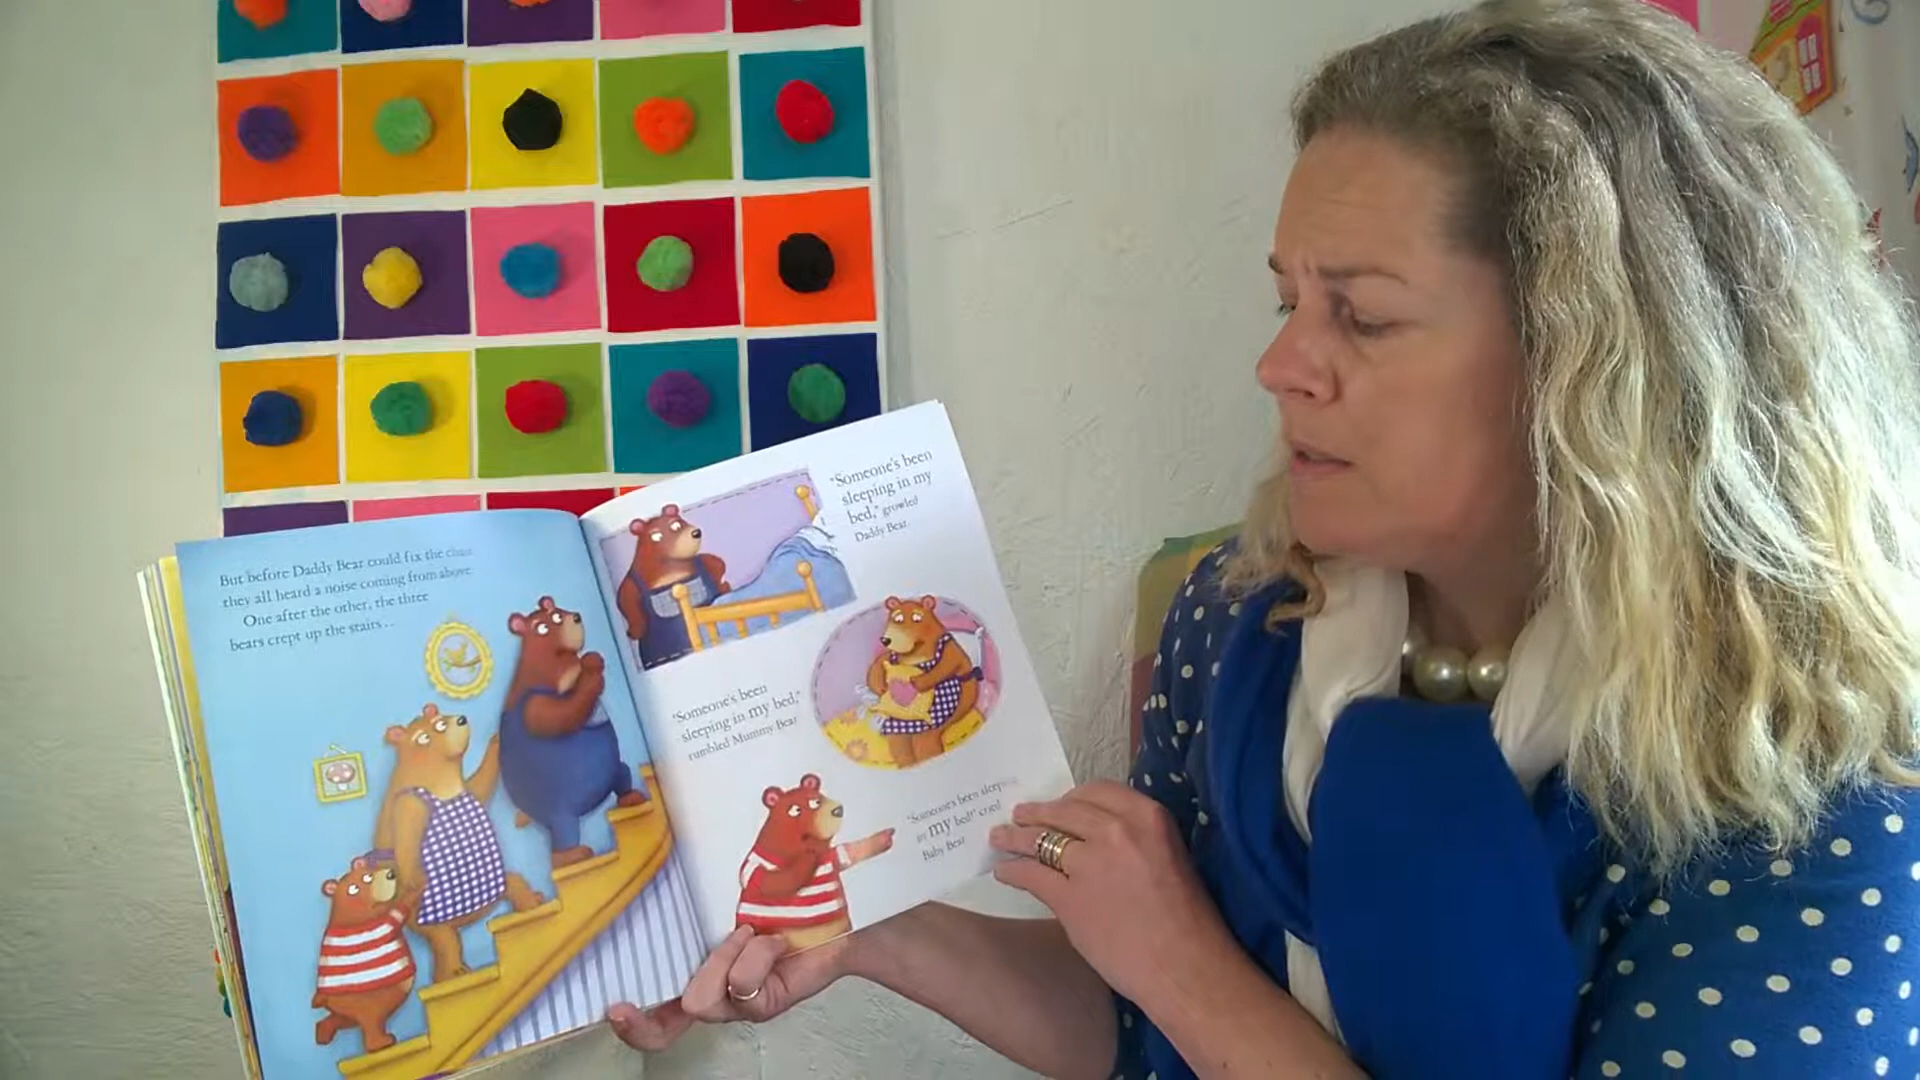 But before Daddy Bear could fix the chair
they all heard a noise coming from above.
One after the other, the three
bears crept up the stairs...
"Someone's been
sleeping in my
bed," growled
Daddy Bear.
"Someone's been
sleeping in my bed,"
rumbled Mummy Bear
"Someone's been sleeping
in my bed!" cried
Baby Bear